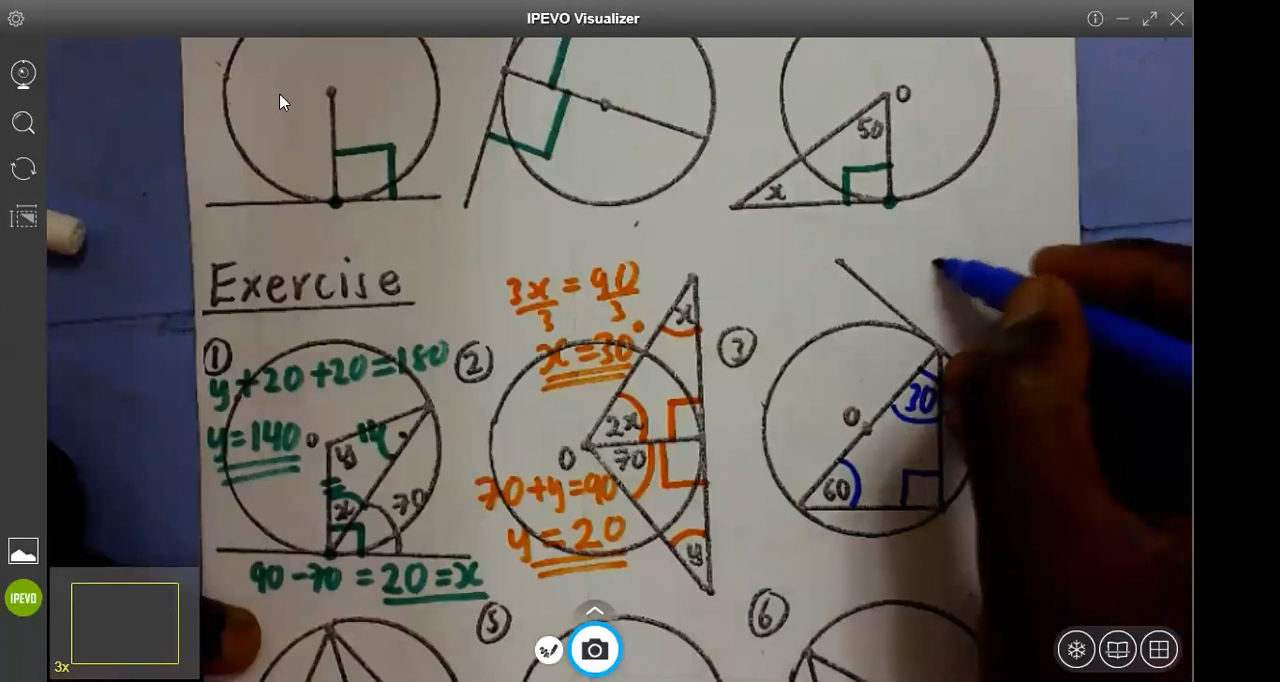 IPEVO Visualizer
O
50
x
Exercise
①
y + 20 + 20 = 180
y = 140
O
y
x
70
90 - 70 = 20 = x
②
3x = 90
3 3
x = 30°
x
2x
O
70
70 + y = 90
y = 20
y
③
O
30
60
⑤
⑥
IPEVO
3x